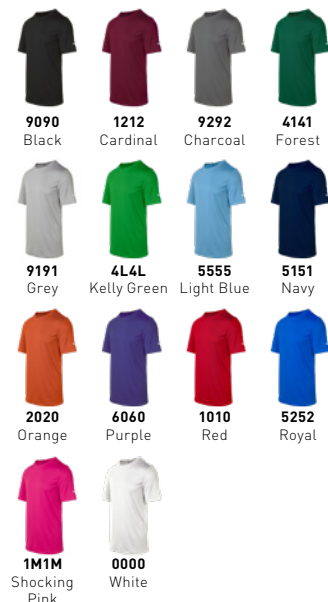 9090 1212 9292 4141
Black Cardinal Charcoal Forest
9191 4L4L 5555 5151
Grey Kelly Green Light Blue Navy
2020 6060 1010 5252
Orange Purple Red Royal
1M1M 0000
Shocking White
Pink